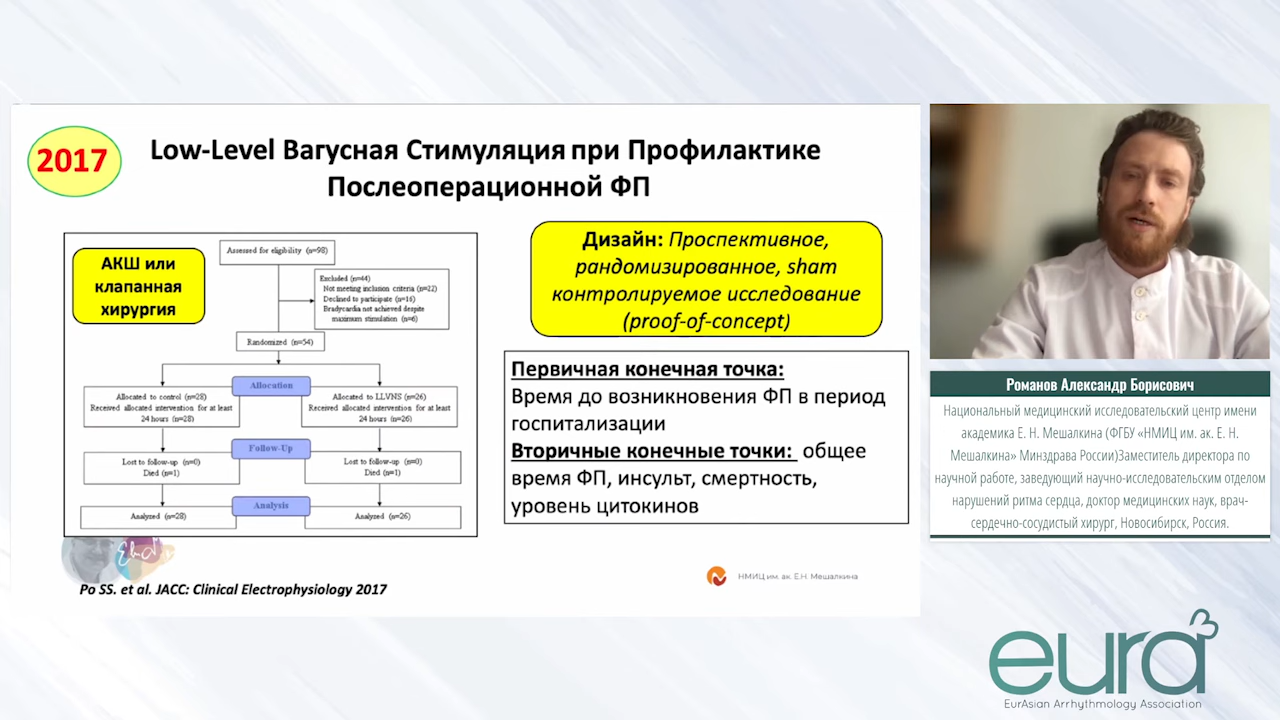 2017
Low-Level Вагусная Стимуляция при Профилактике
Послеоперационной ФП
АКШ или
клапанная
хирургия
Assessed for eligibility (n=98)
Excluded (n=44)
Not meeting inclusion criteria (n=22)
Declined to participate (n=16)
Bradycardia not achieved despite
maximum stimulation (n=6)
Randomized (n=54)
Allocation
Allocated to control (n=28)
Received allocated intervention for at least
24 hours (n=28)
Allocated to LLVNS (n=26)
Received allocated intervention for at least
24 hours (n=26)
Follow-Up
Lost to follow-up (n=0)
Died (n=1)
Lost to follow-up (n=0)
Died (n=1)
Analysis
Analyzed (n=28)
Analyzed (n=26)
Дизайн: Проспективное,
рандомизированное, sham
контролируемое исследование
(proof-of-concept)
Первичная конечная точка:
Время до возникновения ФП в период
госпитализации
Вторичные конечные точки: общее
время ФП, инсульт, смертность,
уровень цитокинов
Po SS. et al. JACC: Clinical Electrophysiology 2017
НМИЦ им. ак. Е.Н. Мешалкина
Романов Александр Борисович
Национальный медицинский исследовательский центр имени
академика Е. Н. Мешалкина (ФГБУ «НМИЦ им. ак. Е. Н.
Мешалкина» Минздрава России)Заместитель директора по
научной работе, заведующий научно-исследовательским отделом
нарушений ритма сердца, доктор медицинских наук, врач-
сердечно-сосудистый хирург, Новосибирск, Россия.
eura
EurAsian Arrhythmology Association